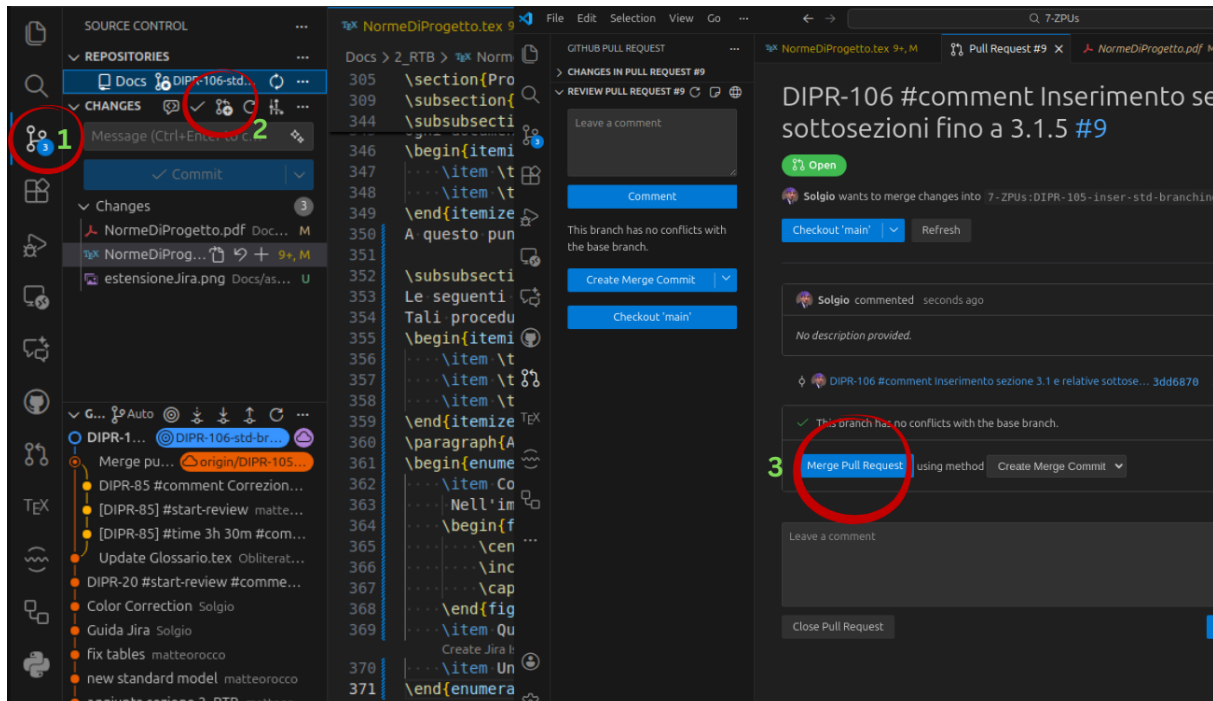 SOURCE CONTROL
REPOSITORIES
Docs DIPR-106-std...
CHANGES
2
Message (Ctrl+Enter to c...
1
3
Commit
Changes 3
NormeDiProgetto.pdf Doc... M
NormeDiProg... 9+, M
estensioneJira.png Docs/as... U
G... Auto
DIPR-1... DIPR-106-std-br...
Merge pu... origin/DIPR-105...
DIPR-85 #comment Correzion...
[DIPR-85] #start-review matte...
[DIPR-85] #time 3h 30m #com...
Update Glossario.tex Obliterat...
DIPR-20 #start-review #comme...
Color Correction Solgio
Guida Jira Solgio
fix tables matteorocco
new standard model matteorocco
TEX
TEX NormeDiProgetto.tex 9
Docs > 2_RTB > TEX Norm
305 \section{Pro
309 \subsection{
344 \subsubsecti
346 \begin{itemi
347 \item \t
348 \item \t
349 \end{itemize
350 A questo pun
351
352 \subsubsecti
353 Le seguenti
354 Tali procedu
355 \begin{itemi
356 \item \t
357 \item \t
358 \item \t
359 \end{itemize
360 \paragraph{A
361 \begin{enume
362 \item Co
363 Nell'im
364 \begin{f
365 \cen
366 \inc
367 \cap
368 \end{fig
369 \item Qu
Create Jira I
370 \item Un
371 \end{enumera
File Edit Selection View Go ...
7-ZPUs
GITHUB PULL REQUEST
CHANGES IN PULL REQUEST #9
REVIEW PULL REQUEST #9
Leave a comment
3
Comment
This branch has no conflicts with
the base branch.
Create Merge Commit
Checkout 'main'
TEX
TEX NormeDiProgetto.tex 9+, M
Pull Request #9
NormeDiProgetto.pdf M
DIPR-106 #comment Inserimento se
sottosezioni fino a 3.1.5 #9
Open
Solgio wants to merge changes into 7-ZPUs:DIPR-105-inser-std-branchin
Checkout 'main' Refresh
Solgio commented seconds ago
No description provided.
DIPR-106 #comment Inserimento sezione 3.1 e relative sottose... 3dd6870
This branch has no conflicts with the base branch.
3 Merge Pull Request using method Create Merge Commit
Leave a comment
Close Pull Request